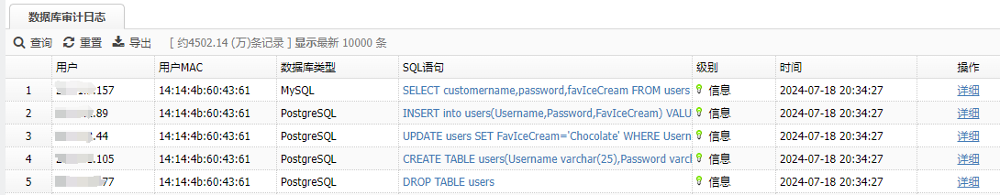 数据库审计日志
查询 重置 导出 [ 约4502.14 (万)条记录 ] 显示最新 10000 条
用户 用户MAC 数据库类型 SQL语句 级别 时间 操作
1 .157 14:14:4b:60:43:61 MySQL SELECT customername,password,favIceCream FROM users 信息 2024-07-18 20:34:27 详细
2 .89 14:14:4b:60:43:61 PostgreSQL INSERT into users(Username,Password,FavIceCream) VALU 信息 2024-07-18 20:34:27 详细
3 .44 14:14:4b:60:43:61 PostgreSQL UPDATE users SET FavIceCream='Chocolate' WHERE Usern 信息 2024-07-18 20:34:27 详细
4 .105 14:14:4b:60:43:61 PostgreSQL CREATE TABLE users(Username varchar(25),Password varch 信息 2024-07-18 20:34:27 详细
5 77 14:14:4b:60:43:61 PostgreSQL DROP TABLE users 信息 2024-07-18 20:34:27 详细